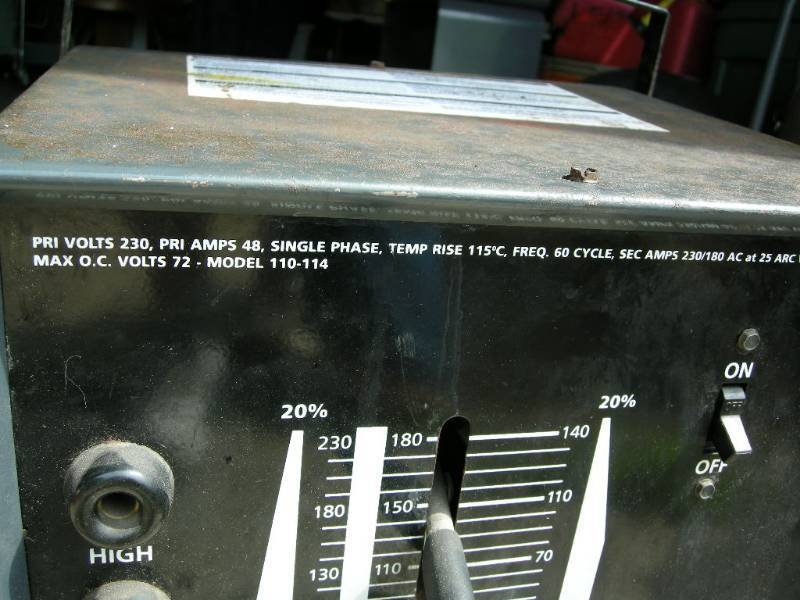 PRI VOLTS 230, PRI AMPS 48, SINGLE PHASE, TEMP RISE 115°C, FREQ. 60 CYCLE, SEC AMPS 230/180 AC at 25 ARC
MAX O.C. VOLTS 72 - MODEL 110-114
ON
OFF
20% 20%
230 180 140
180 150 110
130 110 70
HIGH